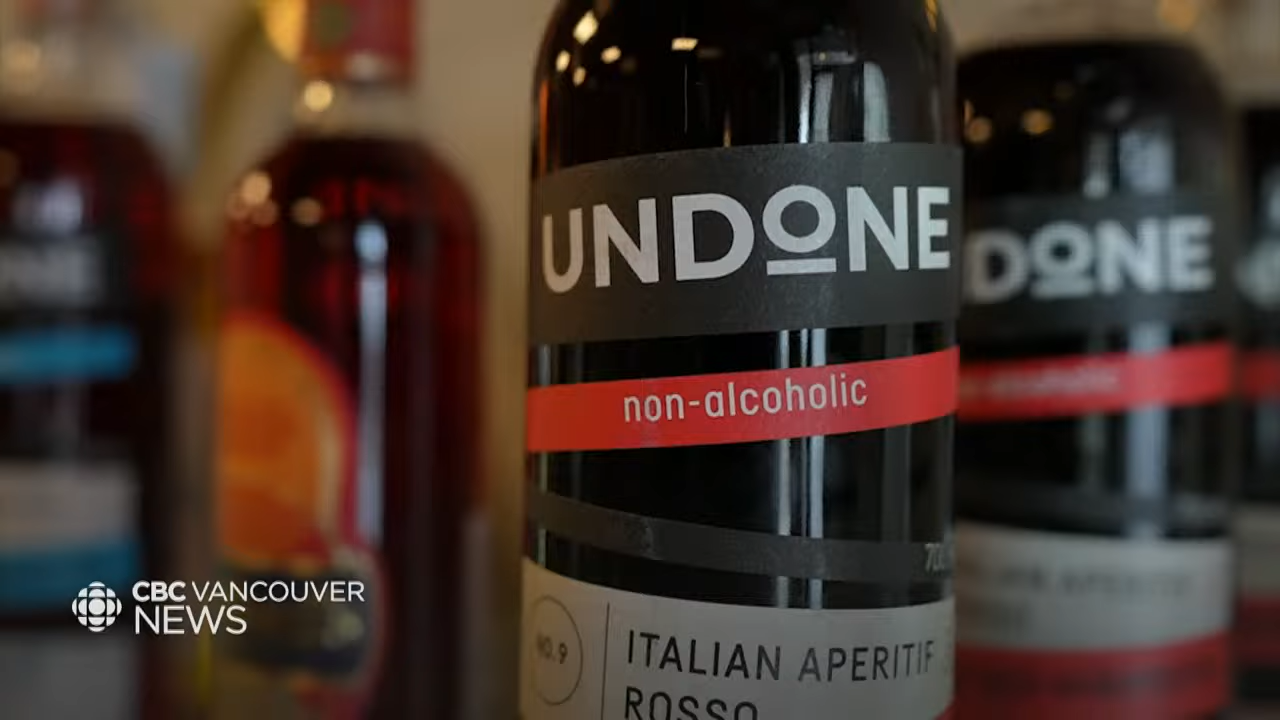 UNDONE
non-alcoholic
NO.9
ITALIAN APERITIF
ROSSO
DONE
CBC VANCOUVER
NEWS